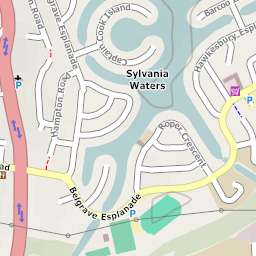 Barcoo
Captain
Cook Island
Hawkesbury Esplanade
Belgrave Esplanade
Hampton Road
Sylvania
Waters
P
Roper Crescent
Belgrave Esplanade
P